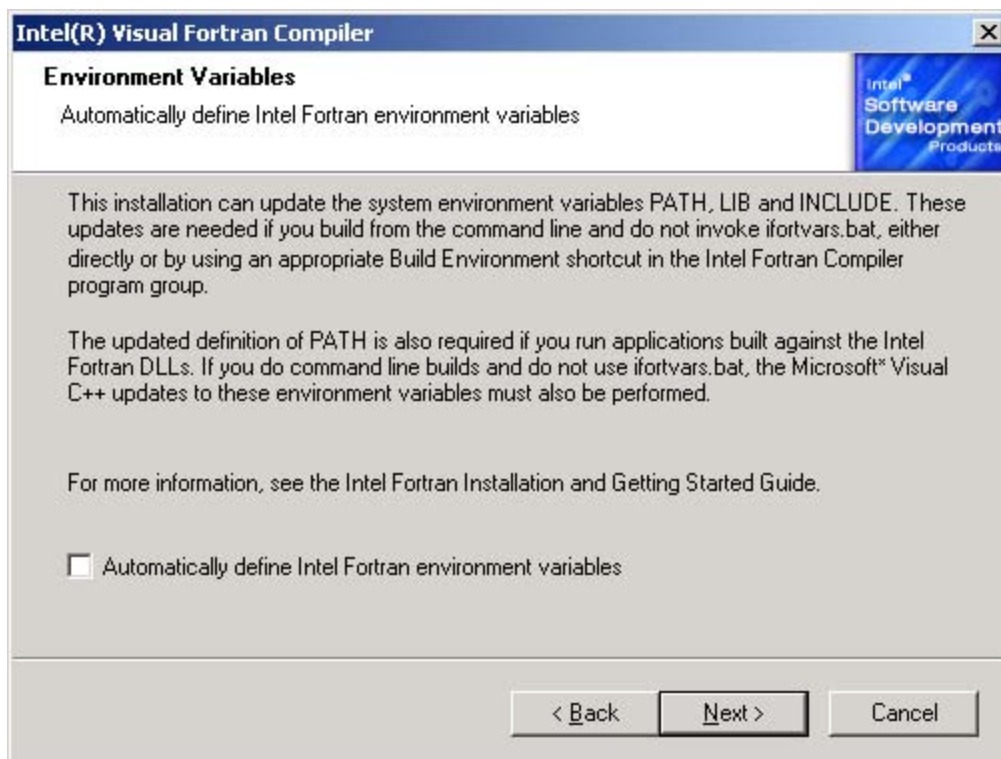 Intel(R) Visual Fortran Compiler
Environment Variables
Automatically define Intel Fortran environment variables
Intel®
Software
Development
Products
This installation can update the system environment variables PATH, LIB and INCLUDE. These
updates are needed if you build from the command line and do not invoke ifortvars.bat, either
directly or by using an appropriate Build Environment shortcut in the Intel Fortran Compiler
program group.
The updated definition of PATH is also required if you run applications built against the Intel
Fortran DLLs. If you do command line builds and do not use ifortvars.bat, the Microsoft* Visual
C++ updates to these environment variables must also be performed.
For more information, see the Intel Fortran Installation and Getting Started Guide.
Automatically define Intel Fortran environment variables
< Back
Next >
Cancel